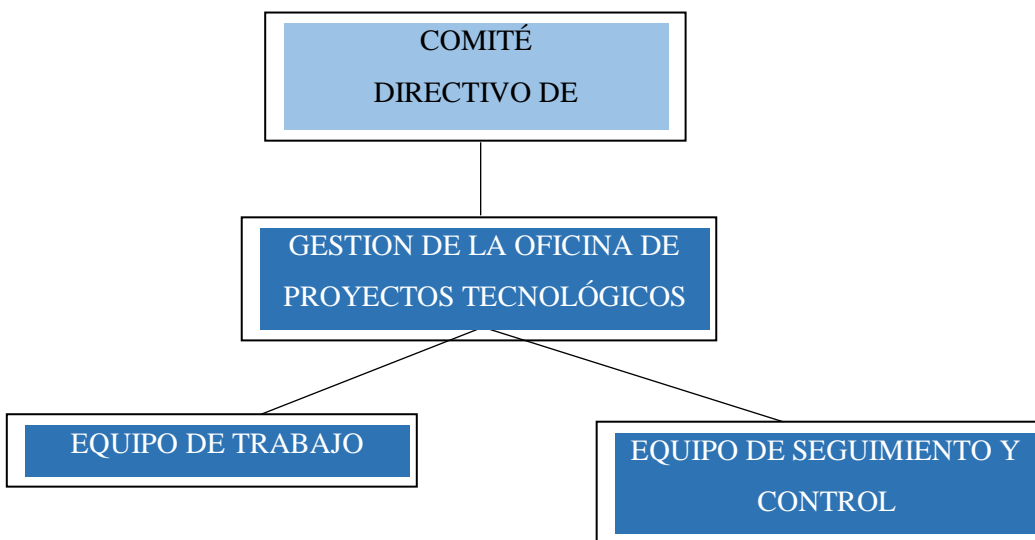 COMITÉ
DIRECTIVO DE
GESTION DE LA OFICINA DE
PROYECTOS TECNOLÓGICOS
EQUIPO DE TRABAJO
EQUIPO DE SEGUIMIENTO Y
CONTROL